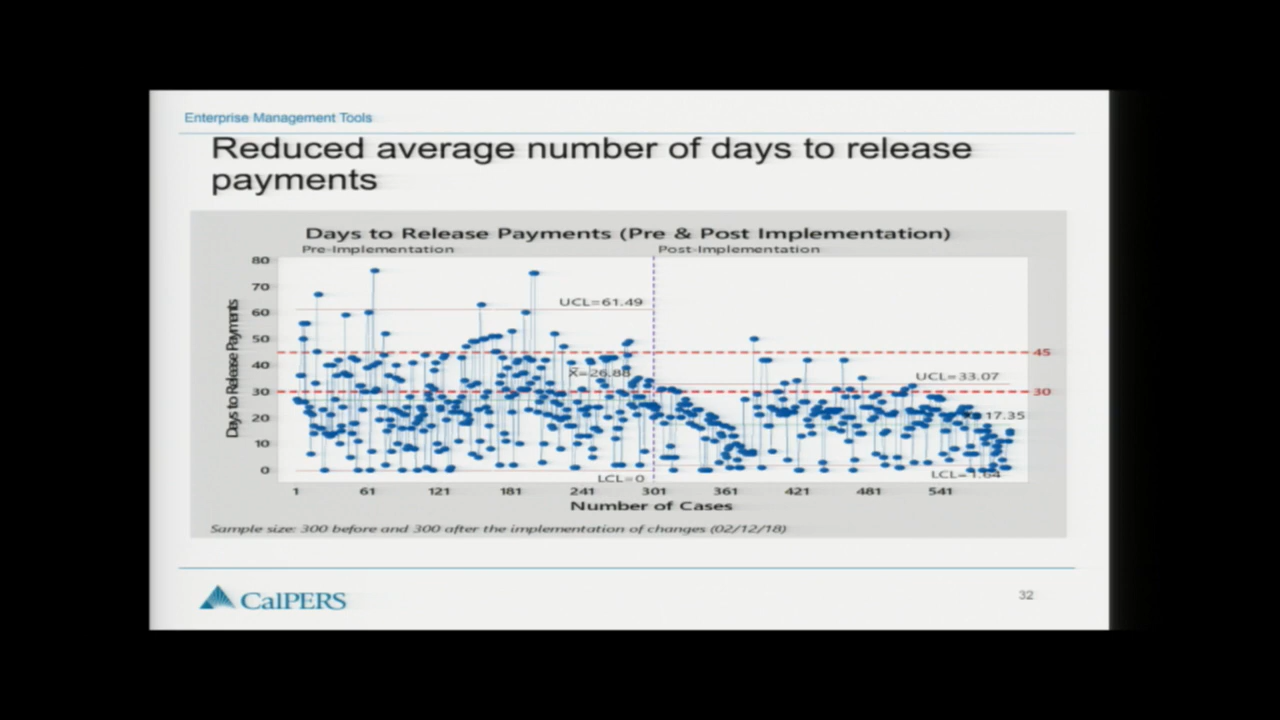 Enterprise Management Tools
Reduced average number of days to release
payments
Days to Release Payments (Pre & Post Implementation)
Pre-Implementation
Post-Implementation
80
70
60
50
40
30
20
10
0
Days to Release Payments
UCL=61.49
X=26.88
LCL=0
45
UCL=33.07
30
17.35
LCL=1.64
1 61 121 181 241 301 361 421 481 541
Number of Cases
Sample size: 300 before and 300 after the implementation of changes (02/12/18)
CalPERS
32